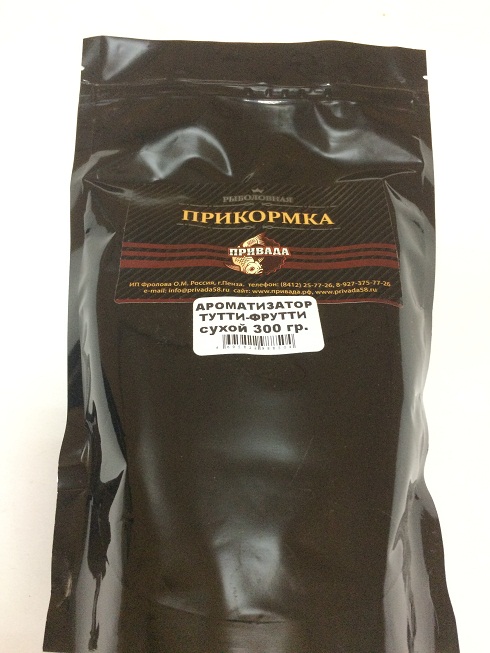 РЫБОЛОВНАЯ
ПРИКОРМКА
ПРИВАДА
ИП Фролова О.М. Россия, г.Пенза. телефон: (8412) 25-77-26, 8-927-375-77-26
e-mail: info@privada58.ru сайт: www.привада.рф, www.privada58.ru
АРОМАТИЗАТОР
ТУТТИ-ФРУТТИ
сухой 300 гр.